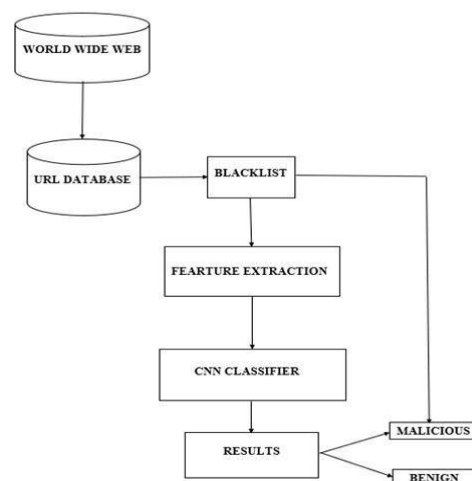 WORLD WIDE WEB
URL DATABASE
BLACKLIST
FEARTURE EXTRACTION
CNN CLASSIFIER
RESULTS
MALICIOUS
BENIGN